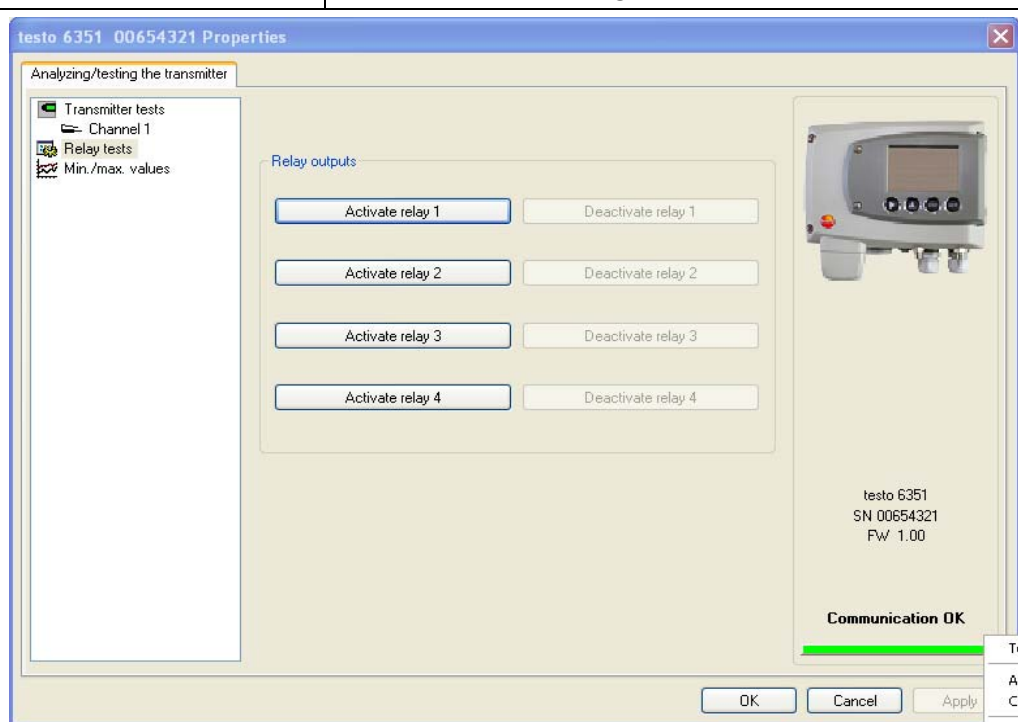 testo 6351 00654321 Properties
Analyzing/testing the transmitter
Transmitter tests
Channel 1
Relay tests
Min./max. values
Relay outputs
Activate relay 1 Deactivate relay 1
Activate relay 2 Deactivate relay 2
Activate relay 3 Deactivate relay 3
Activate relay 4 Deactivate relay 4
testo 6351
SN 00654321
FW 1.00
Communication OK
OK Cancel Apply